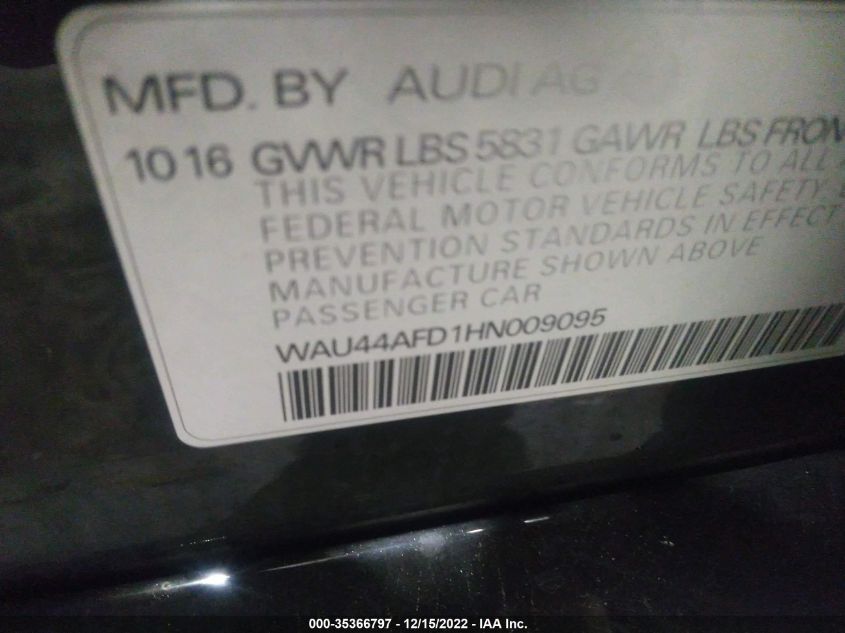 MFD. BY AUDI AG
10 16 GVWR LBS 5831 GAWR LBS FRON
THIS VEHICLE CONFORMS TO ALL
FEDERAL MOTOR VEHICLE SAFETY,
PREVENTION STANDARDS IN EFFECT
MANUFACTURE SHOWN ABOVE
PASSENGER CAR
WAU44AFD1HN009095
000-35366797 - 12/15/2022 - IAA Inc.